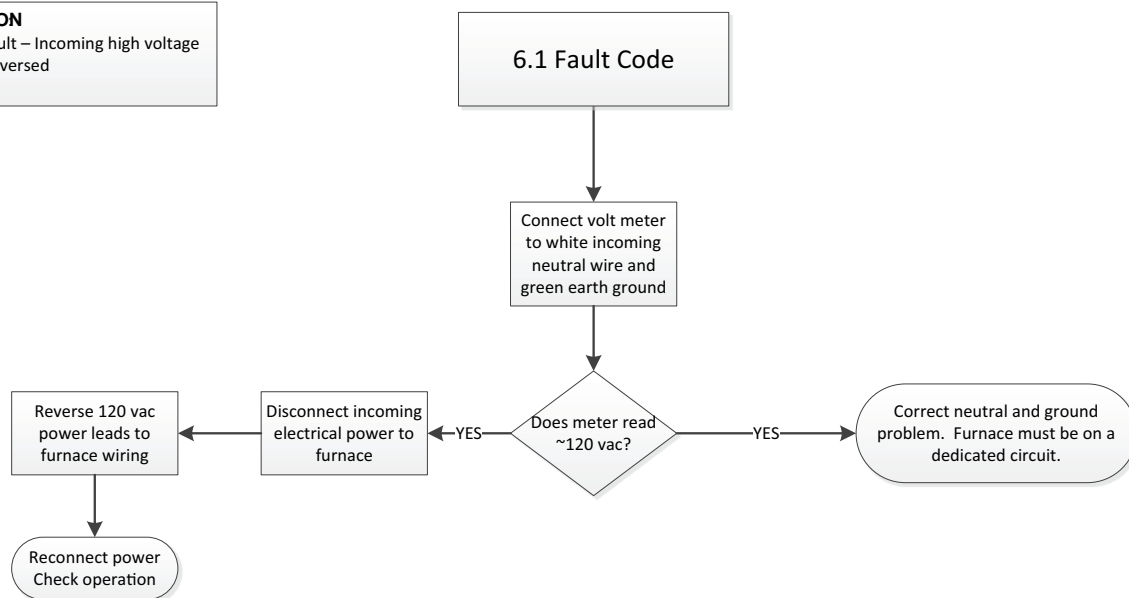 ON
ult – Incoming high voltage
versed
6.1 Fault Code
Connect volt meter
to white incoming
neutral wire and
green earth ground
Does meter read
~120 vac?
YES
YES
Disconnect incoming
electrical power to
furnace
Reverse 120 vac
power leads to
furnace wiring
Reconnect power
Check operation
Correct neutral and ground
problem.  Furnace must be on a
dedicated circuit.